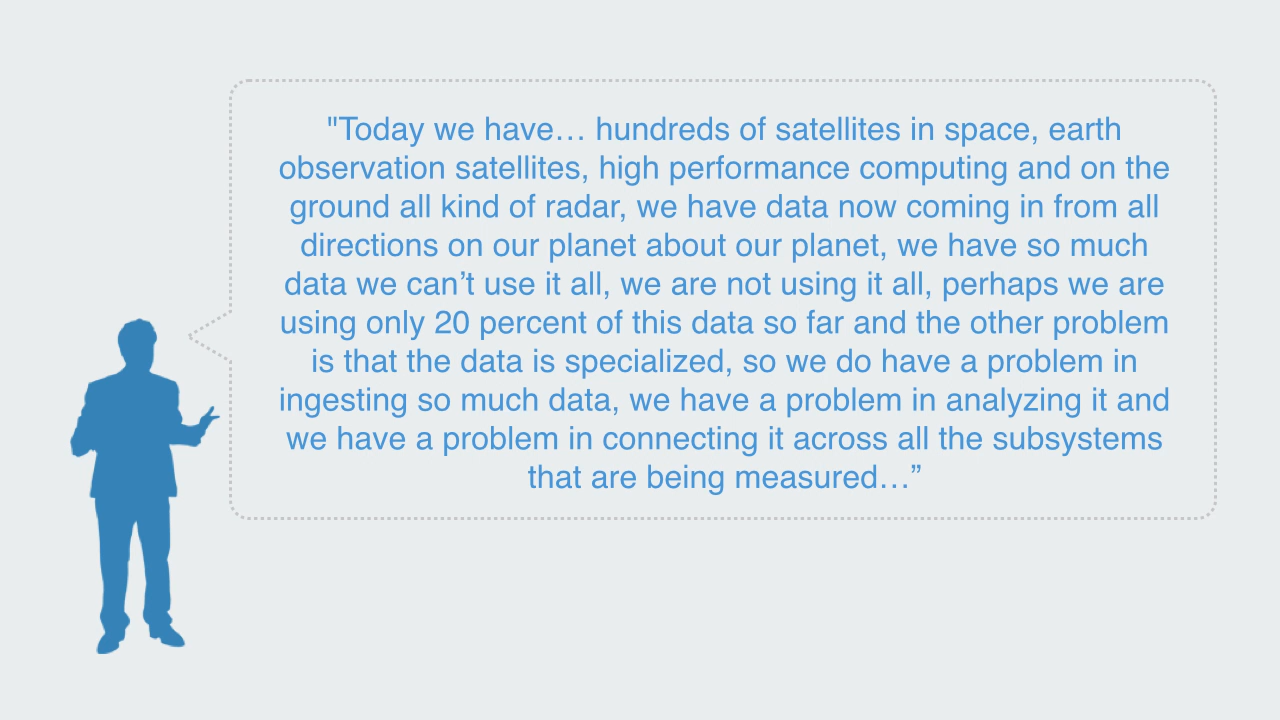 "Today we have… hundreds of satellites in space, earth
observation satellites, high performance computing and on the
ground all kind of radar, we have data now coming in from all
directions on our planet about our planet, we have so much
data we can’t use it all, we are not using it all, perhaps we are
using only 20 percent of this data so far and the other problem
is that the data is specialized, so we do have a problem in
ingesting so much data, we have a problem in analyzing it and
we have a problem in connecting it across all the subsystems
that are being measured…”